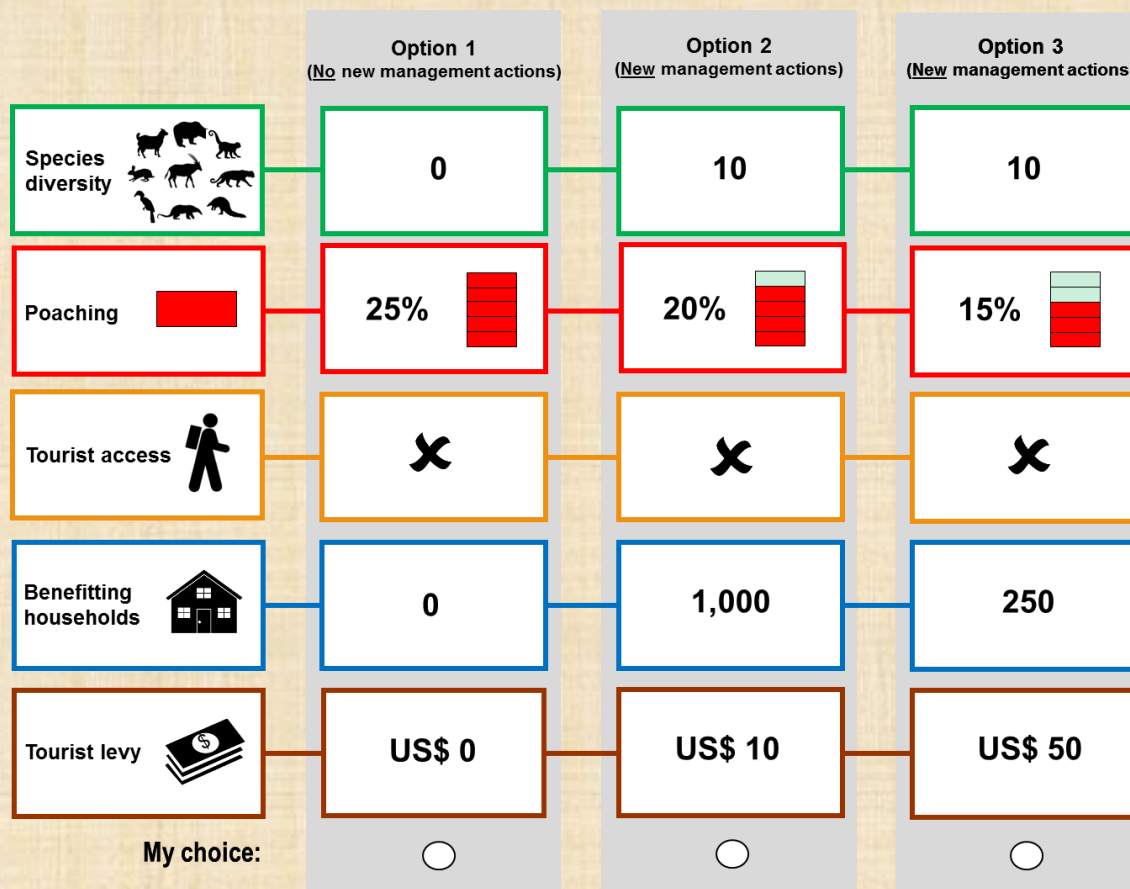 Option 1
(No new management actions)
Option 2
(New management actions)
Option 3
(New management actions
Species
diversity
0
10
10
Poaching
25%
20%
15%
Tourist access
Benefitting
households
0
1,000
250
Tourist levy
$
US$ 0
US$ 10
US$ 50
My choice: